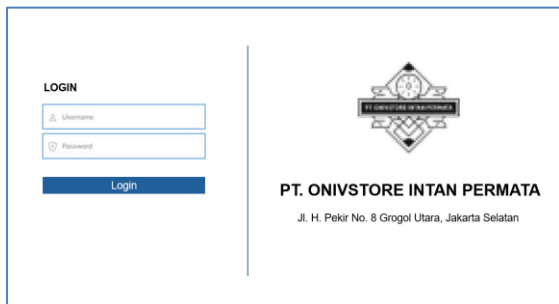 LOGIN
Username
Password
Login
PT ONIVSTORE INTAN PERMATA
PT. ONIVSTORE INTAN PERMATA
Jl. H. Pekir No. 8 Grogol Utara, Jakarta Selatan